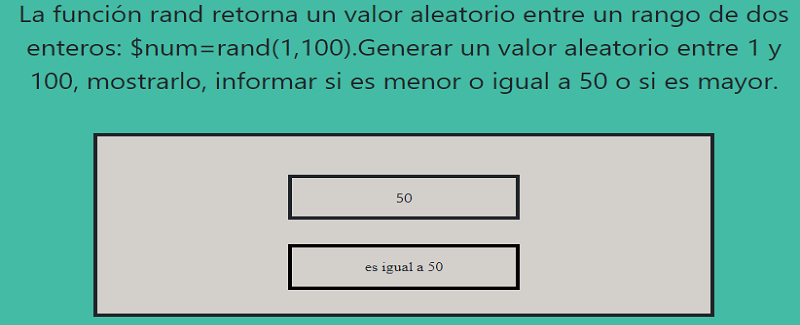 La función rand retorna un valor aleatorio entre un rango de dos
enteros: $num=rand(1,100).Generar un valor aleatorio entre 1 y
100, mostrarlo, informar si es menor o igual a 50 o si es mayor.
50
es igual a 50